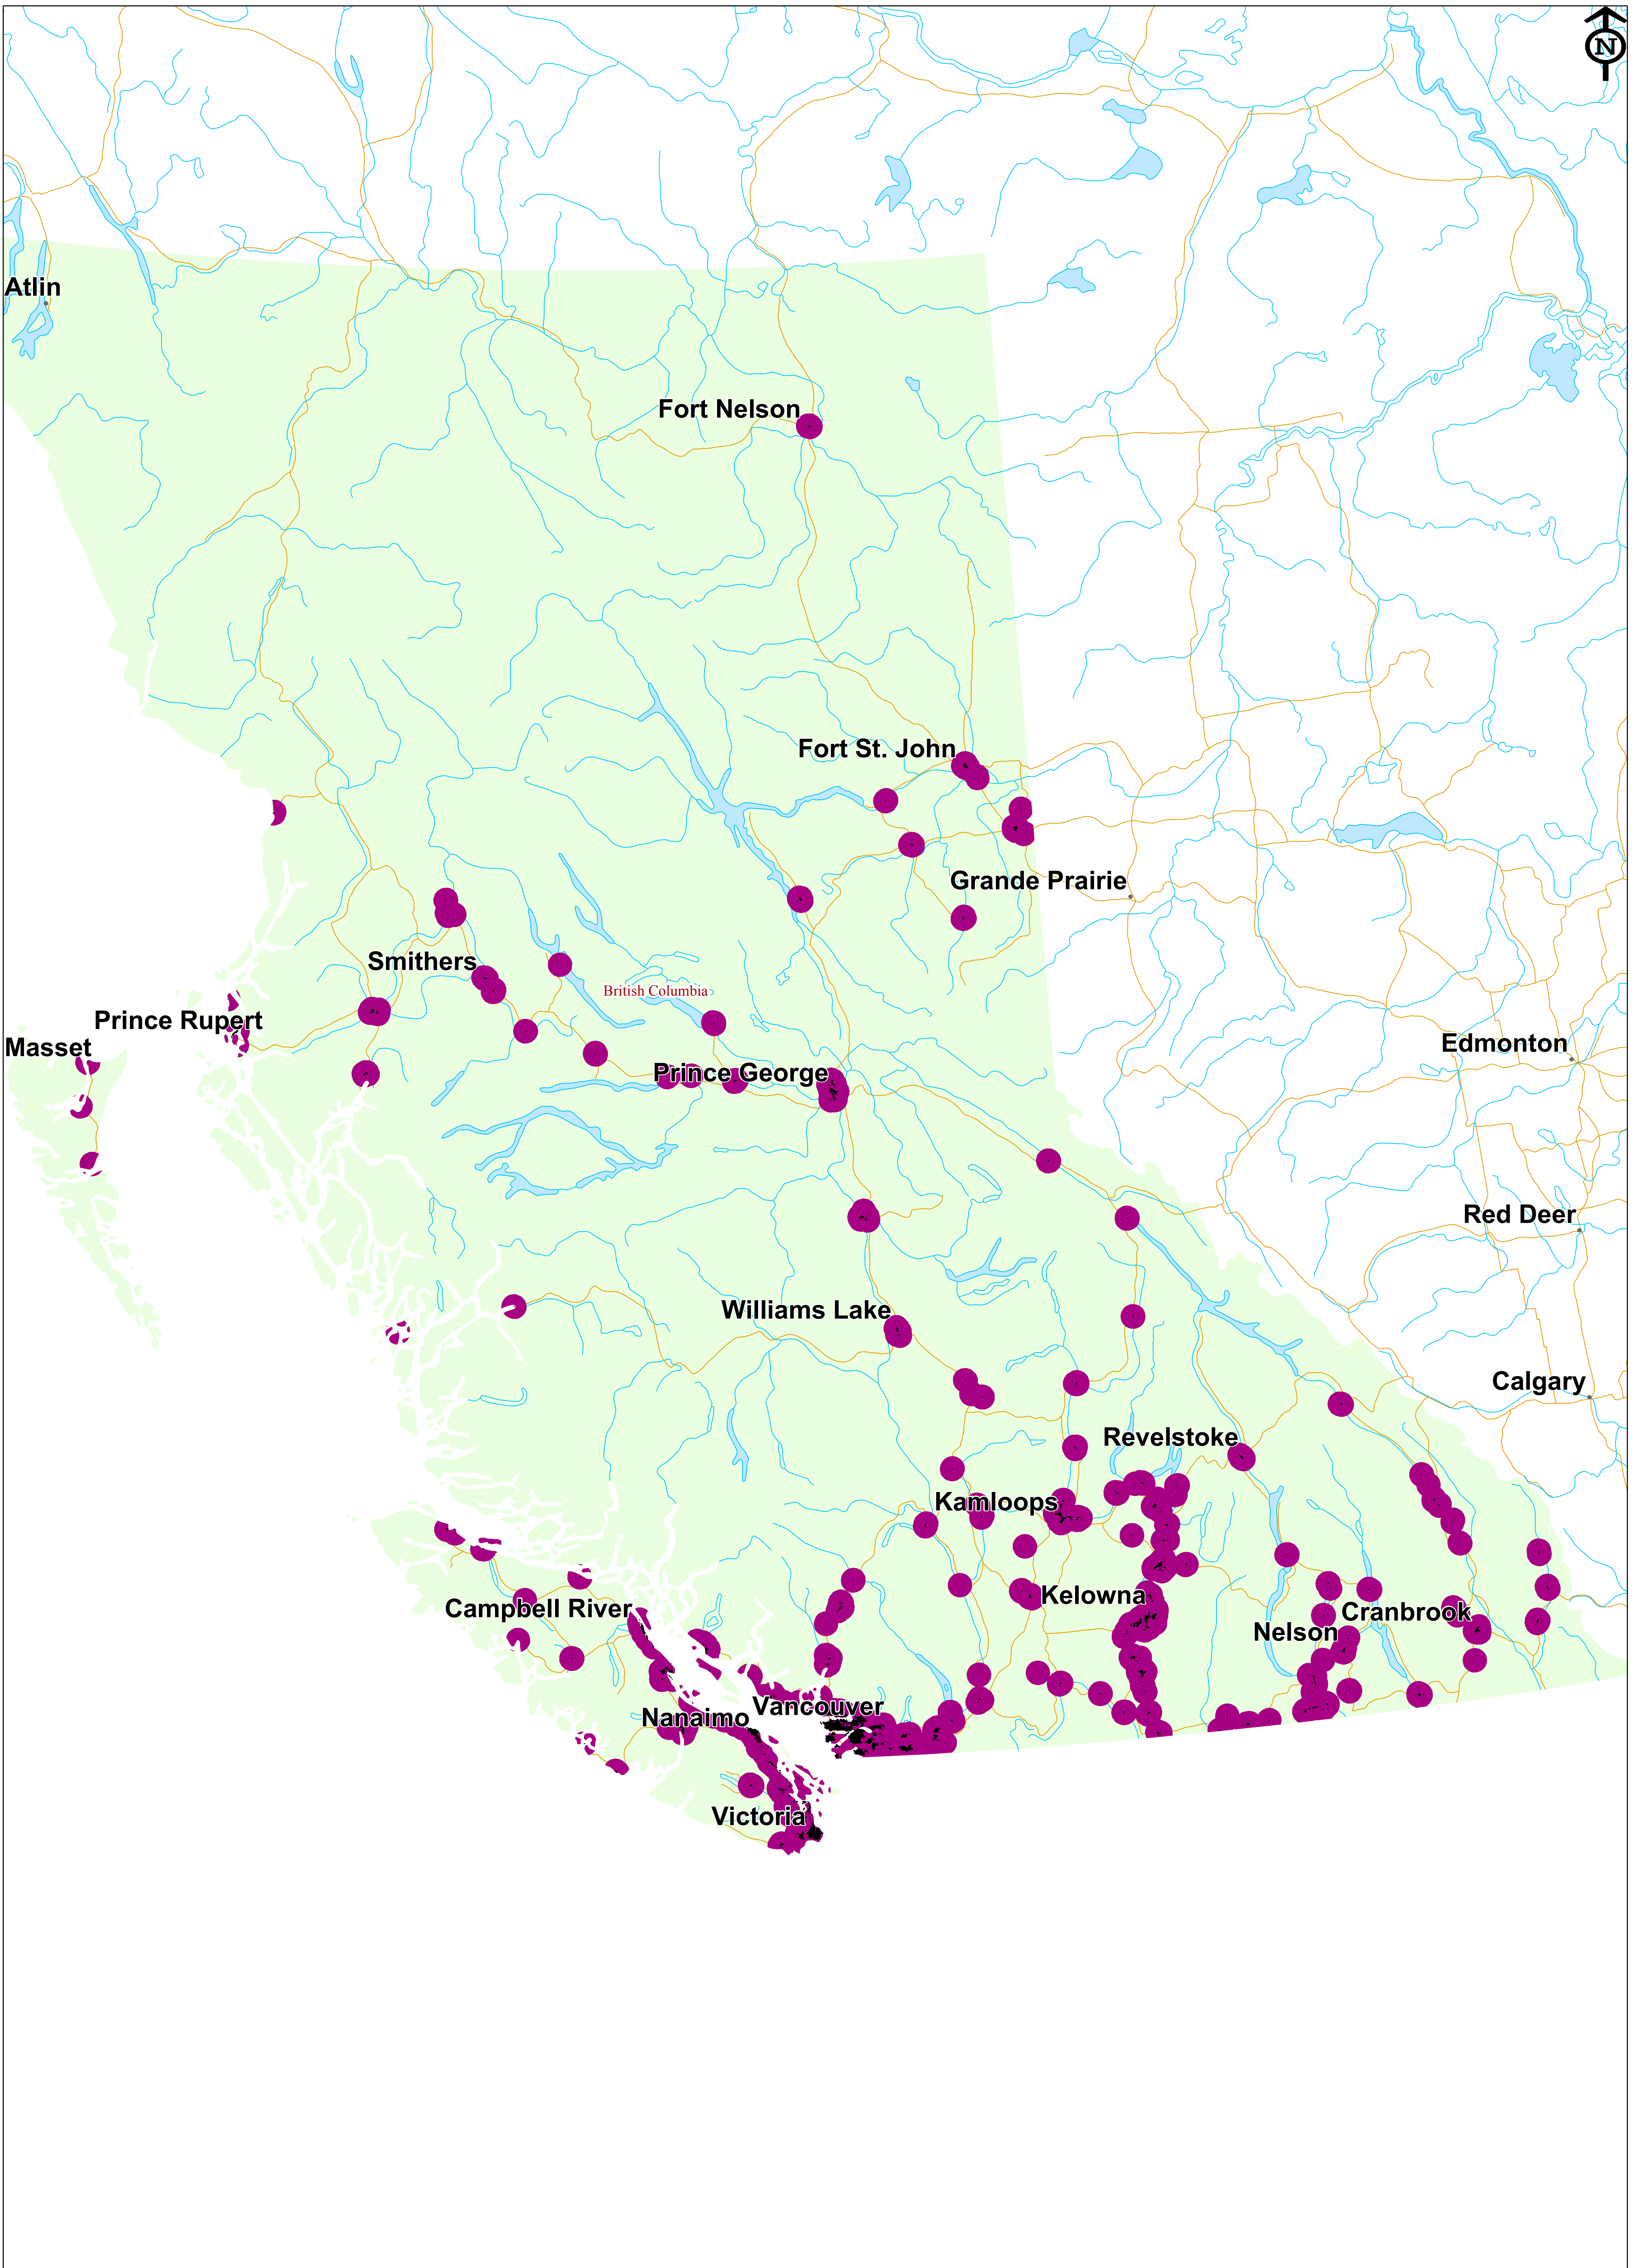 N
Atlin
Fort Nelson
Fort St. John
Grande Prairie
Smithers
British Columbia
Prince Rupert
Masset
Edmonton
Prince George
Red Deer
Williams Lake
Calgary
Revelstoke
Kamloops
Kelowna
Campbell River
Cranbrook
Nelson
Vancouver
Nanaimo
Victoria